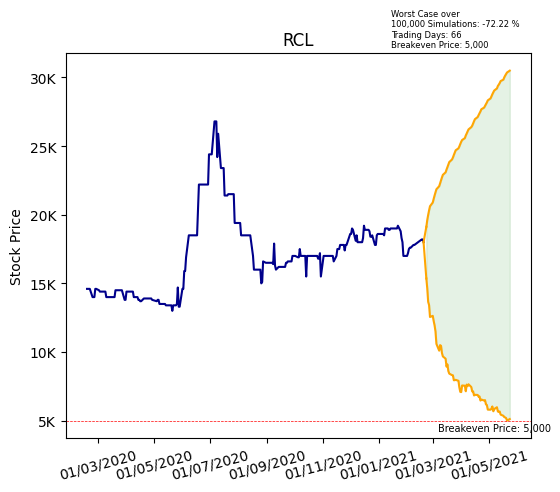 Worst Case over
100,000 Simulations: -72.22 %
Trading Days: 66
Breakeven Price: 5,000
RCL
Stock Price
30K
25K
20K
15K
10K
5K
Breakeven Price: 5,000
01/03/2020
01/05/2020
01/07/2020
01/09/2020
01/11/2020
01/01/2021
01/03/2021
01/05/2021